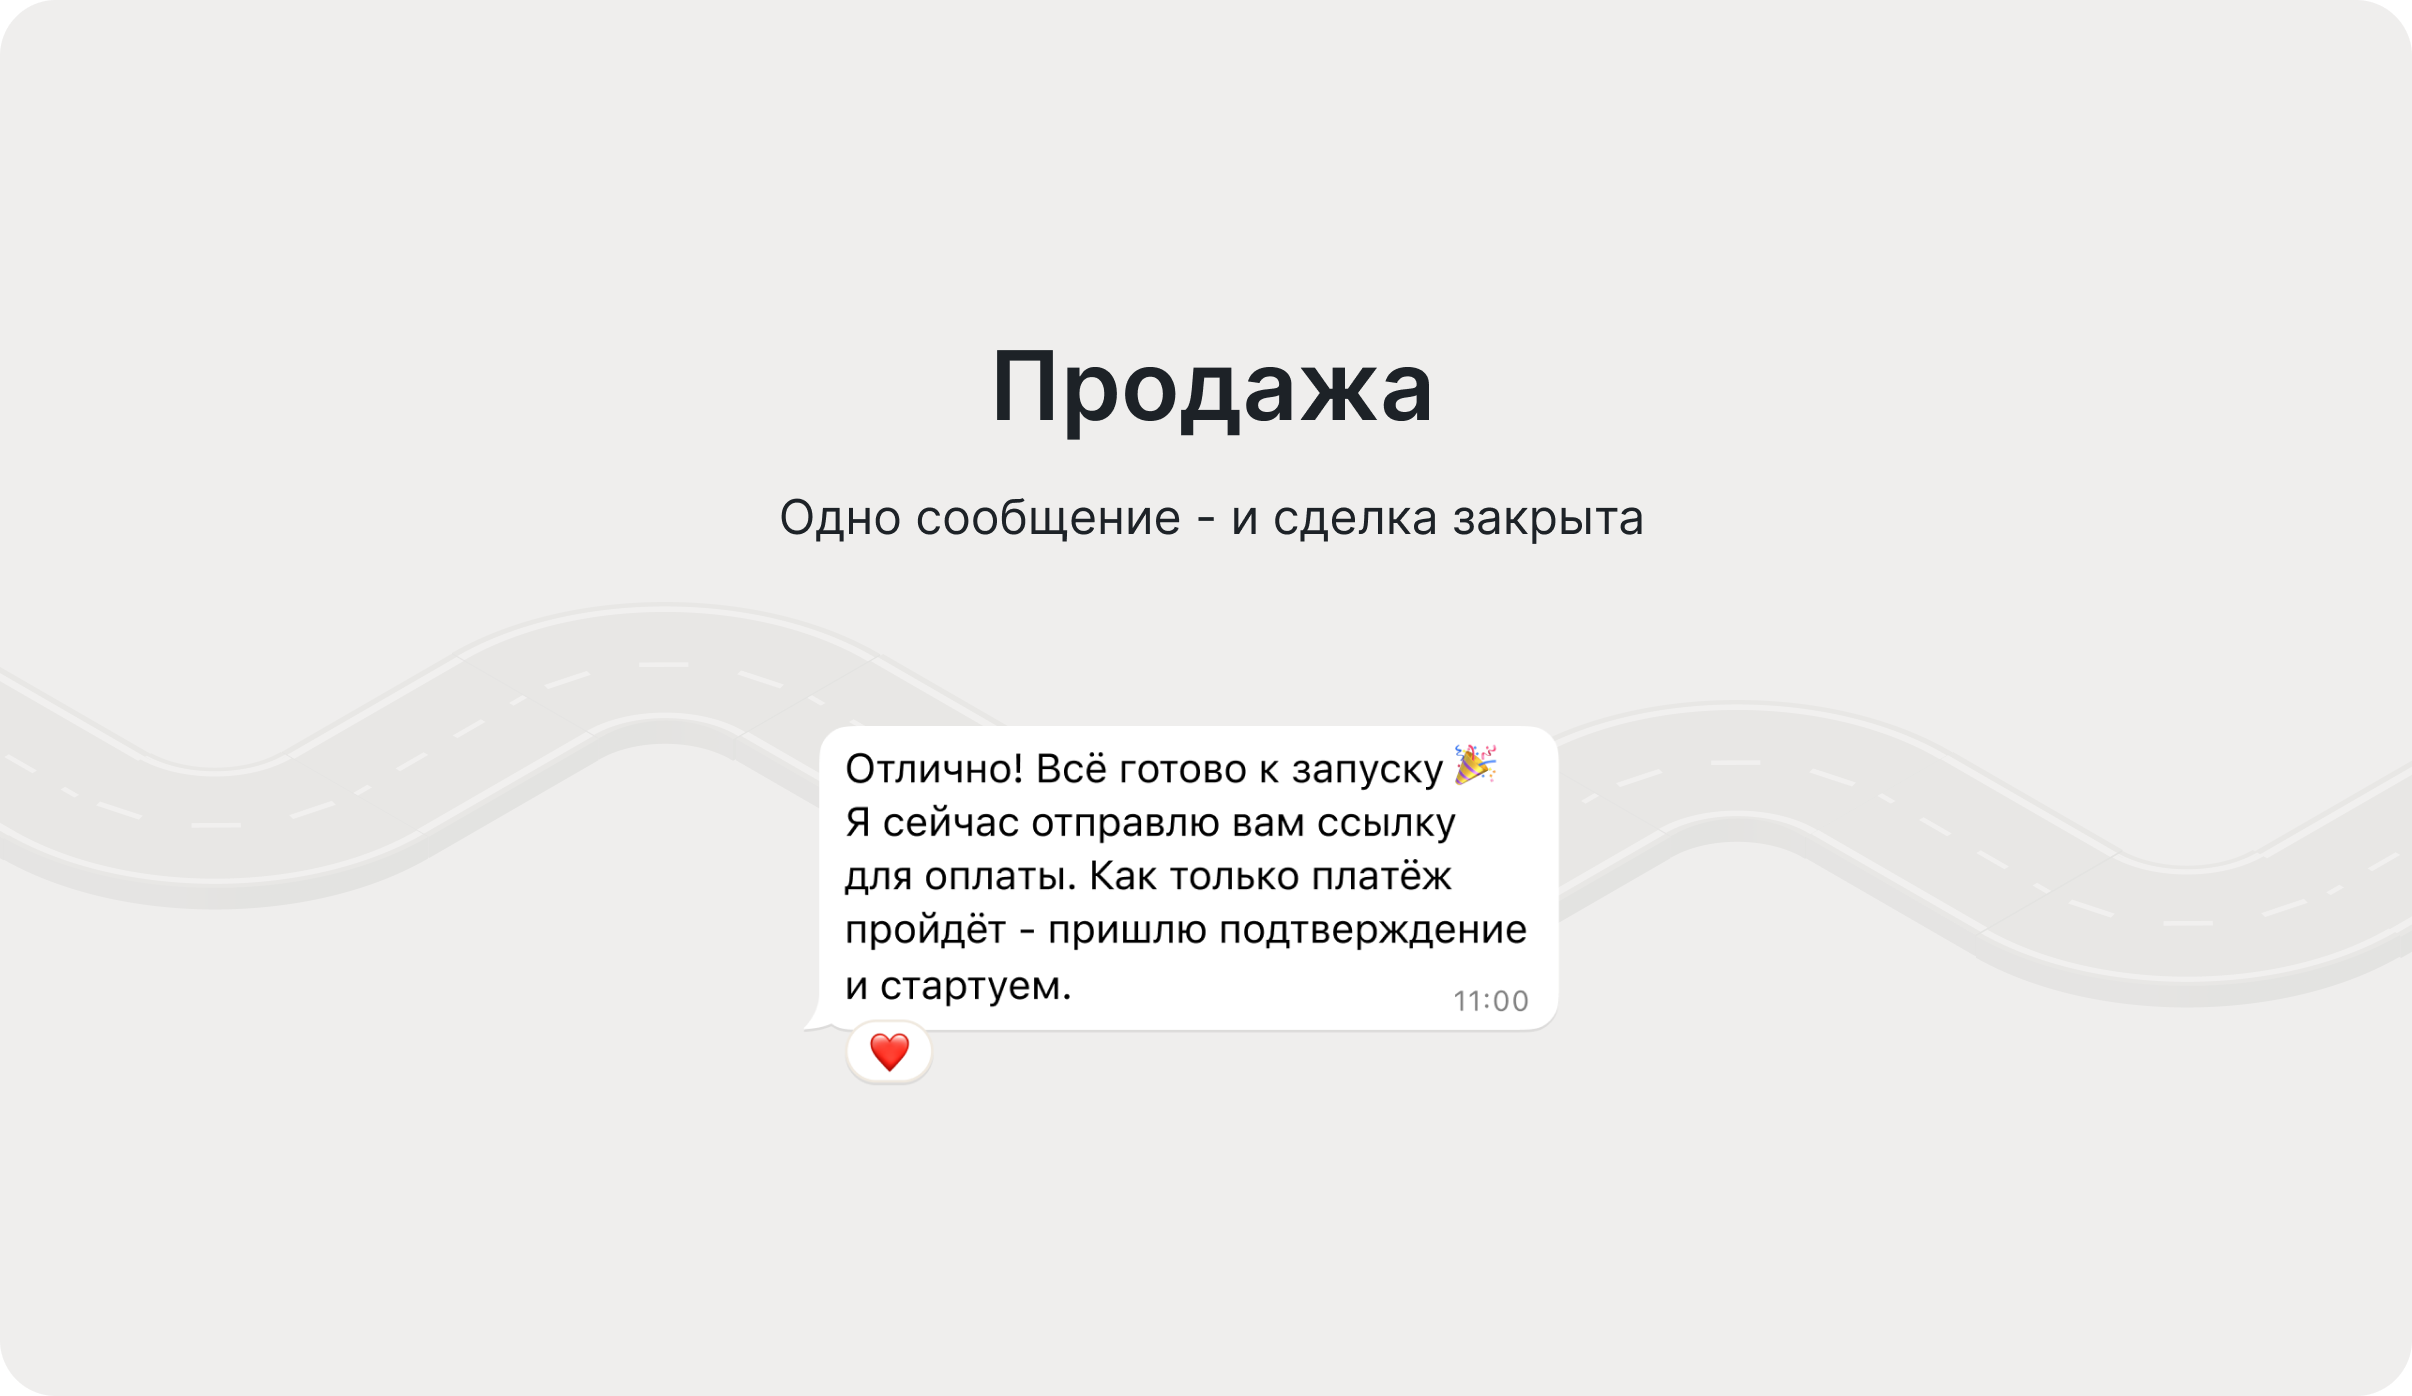 Продажа
Одно сообщение - и сделка закрыта
Отлично! Всё готово к запуску 🎉
Я сейчас отправлю вам ссылку
для оплаты. Как только платёж
пройдёт - пришлю подтверждение
и стартуем.
11:00